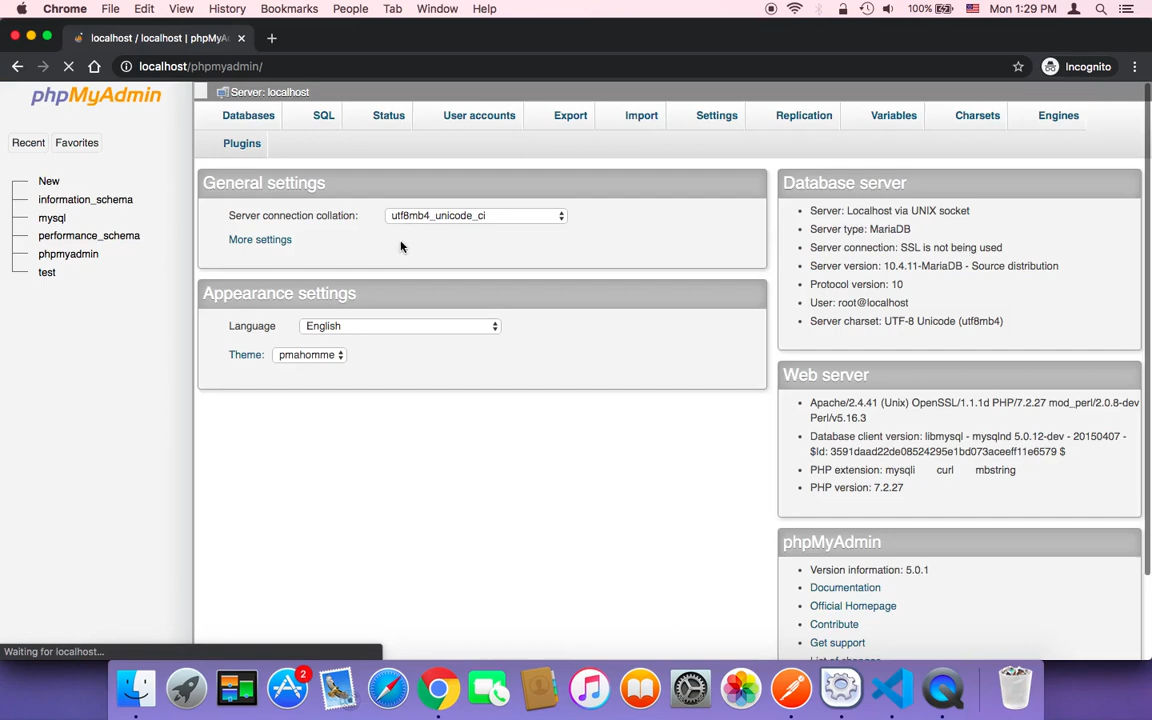 Chrome File Edit View History Bookmarks People Tab Window Help 100% Mon 1:29 PM
localhost / localhost | phpMyA
localhost/phpmyadmin/ Incognito
phpMyAdmin
Recent Favorites
New
information_schema
mysql
performance_schema
phpmyadmin
test
Server: localhost
Databases SQL Status User accounts Export Import Settings Replication Variables Charsets Engines
Plugins
General settings
Server connection collation: utf8mb4_unicode_ci
More settings
Appearance settings
Language English
Theme: pmahomme
Database server
Server: Localhost via UNIX socket
Server type: MariaDB
Server connection: SSL is not being used
Server version: 10.4.11-MariaDB - Source distribution
Protocol version: 10
User: root@localhost
Server charset: UTF-8 Unicode (utf8mb4)
Web server
Apache/2.4.41 (Unix) OpenSSL/1.1.1d PHP/7.2.27 mod_perl/2.0.8-dev
Perl/v5.16.3
Database client version: libmysql - mysqlnd 5.0.12-dev - 20150407 -
$Id: 3591daad22de08524295e1bd073aceeff11e6579 $
PHP extension: mysqli curl mbstring
PHP version: 7.2.27
phpMyAdmin
Version information: 5.0.1
Documentation
Official Homepage
Contribute
Get support
List of changes
Waiting for localhost...
2